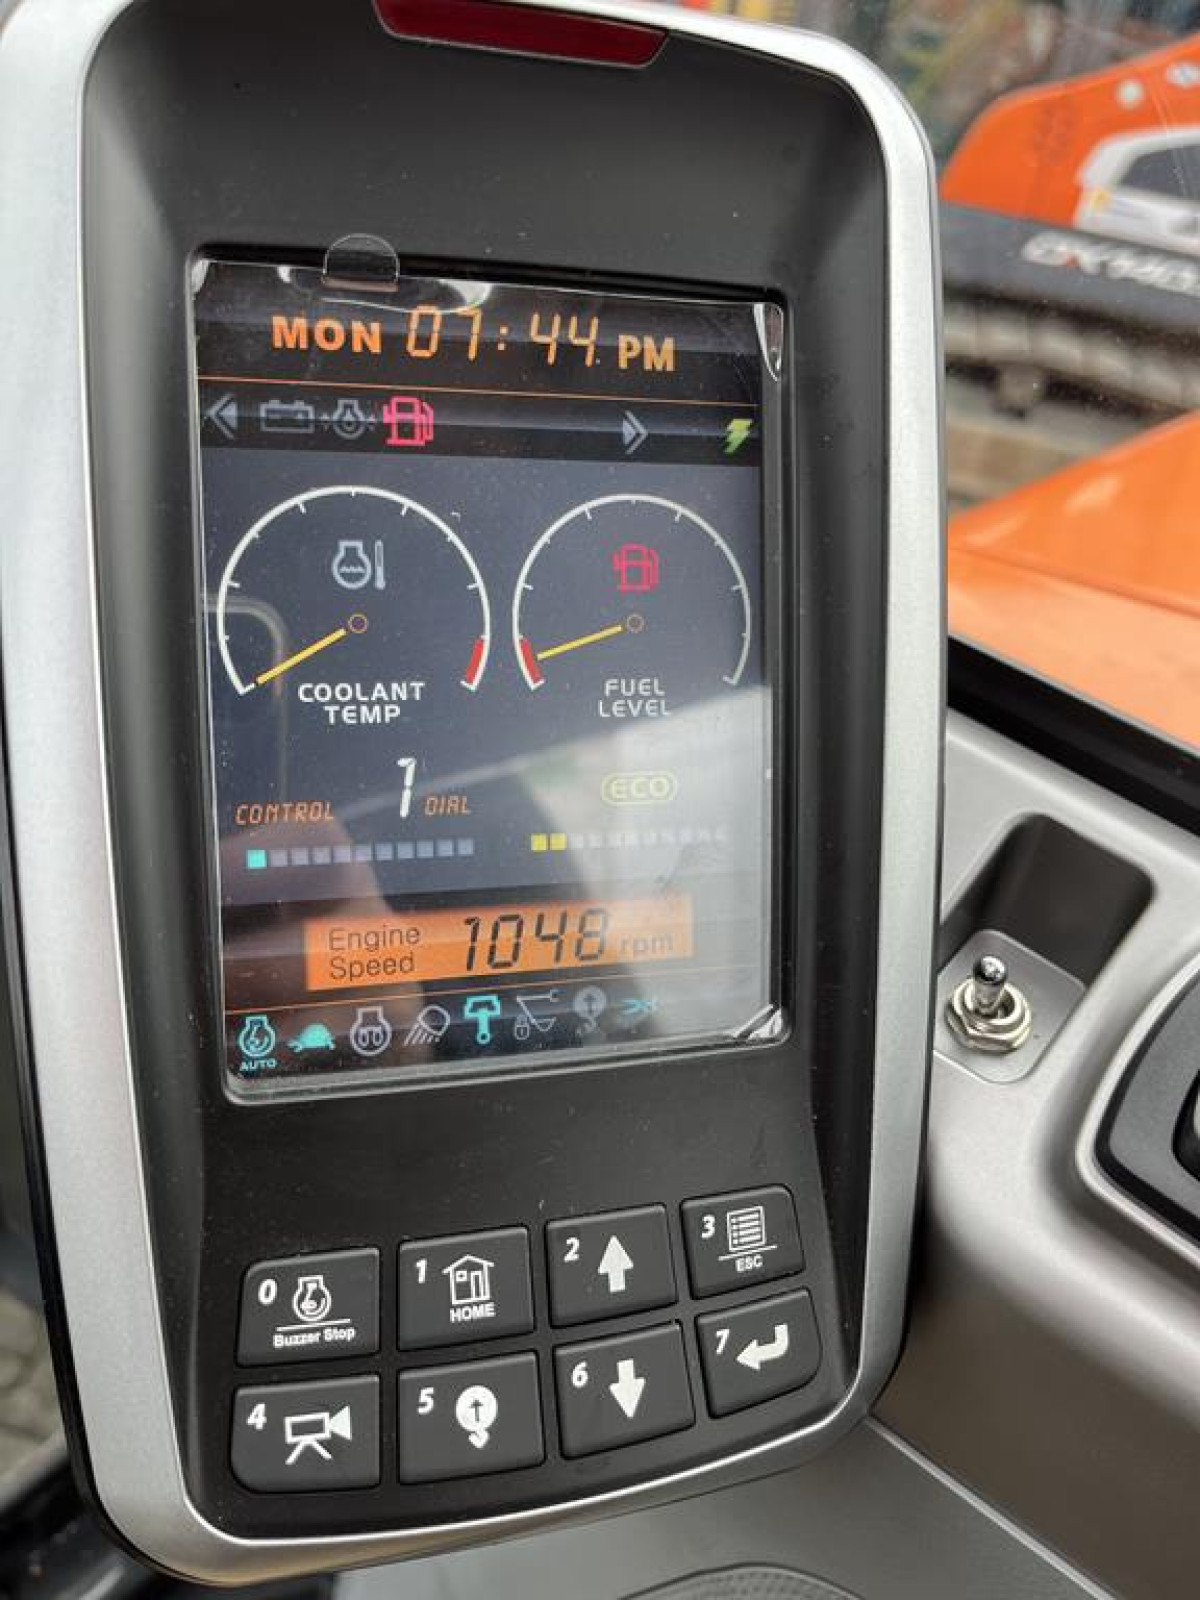 MON 07:44 PM
COOLANT
TEMP
FUEL
LEVEL
CONTROL 1 DIAL
ECO
Engine
Speed
1048 rpm
AUTO
0
Buzzer Stop
1
HOME
2
3
ESC
4
5
6
7